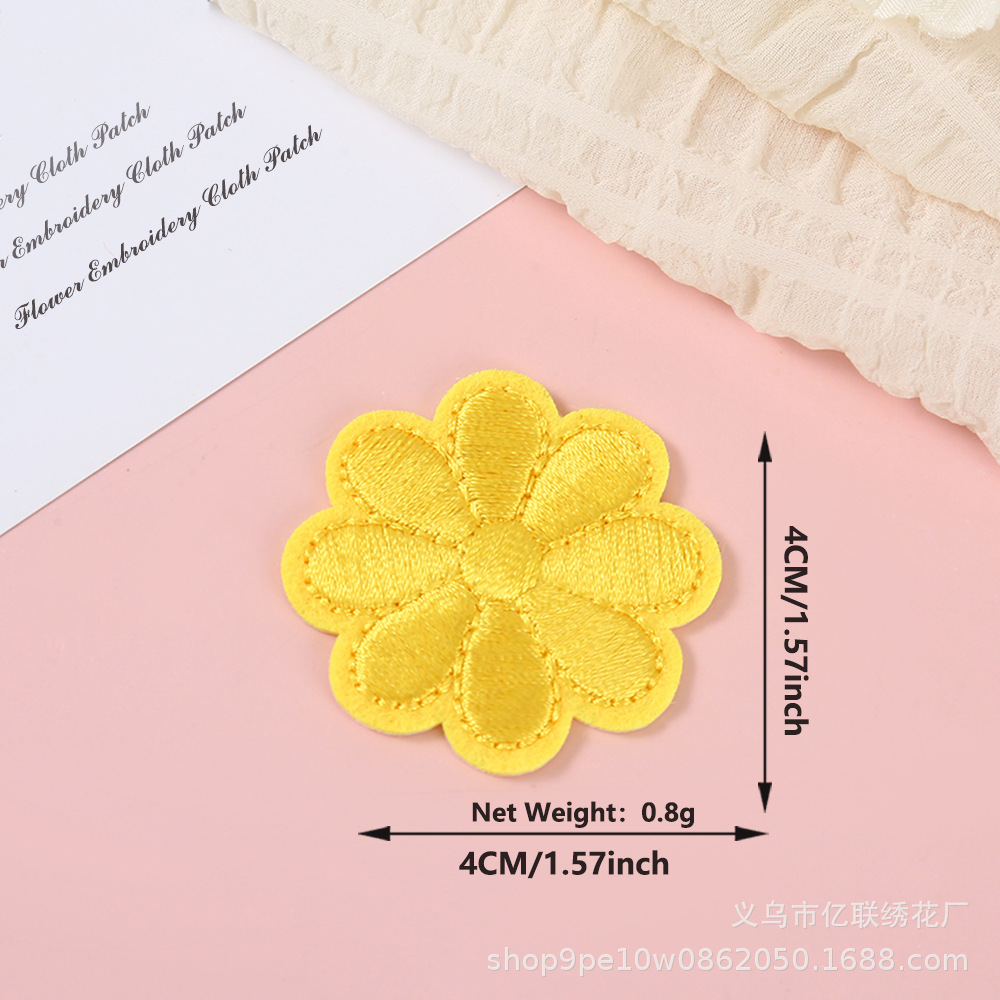 ery Cloth Patch
r Embroidery Cloth Patch
Flower Embroidery Cloth Patch
4CM/1.57inch
Net Weight：0.8g
4CM/1.57inch
义乌市亿联绣花厂
shop9pe10w0862050.1688.com